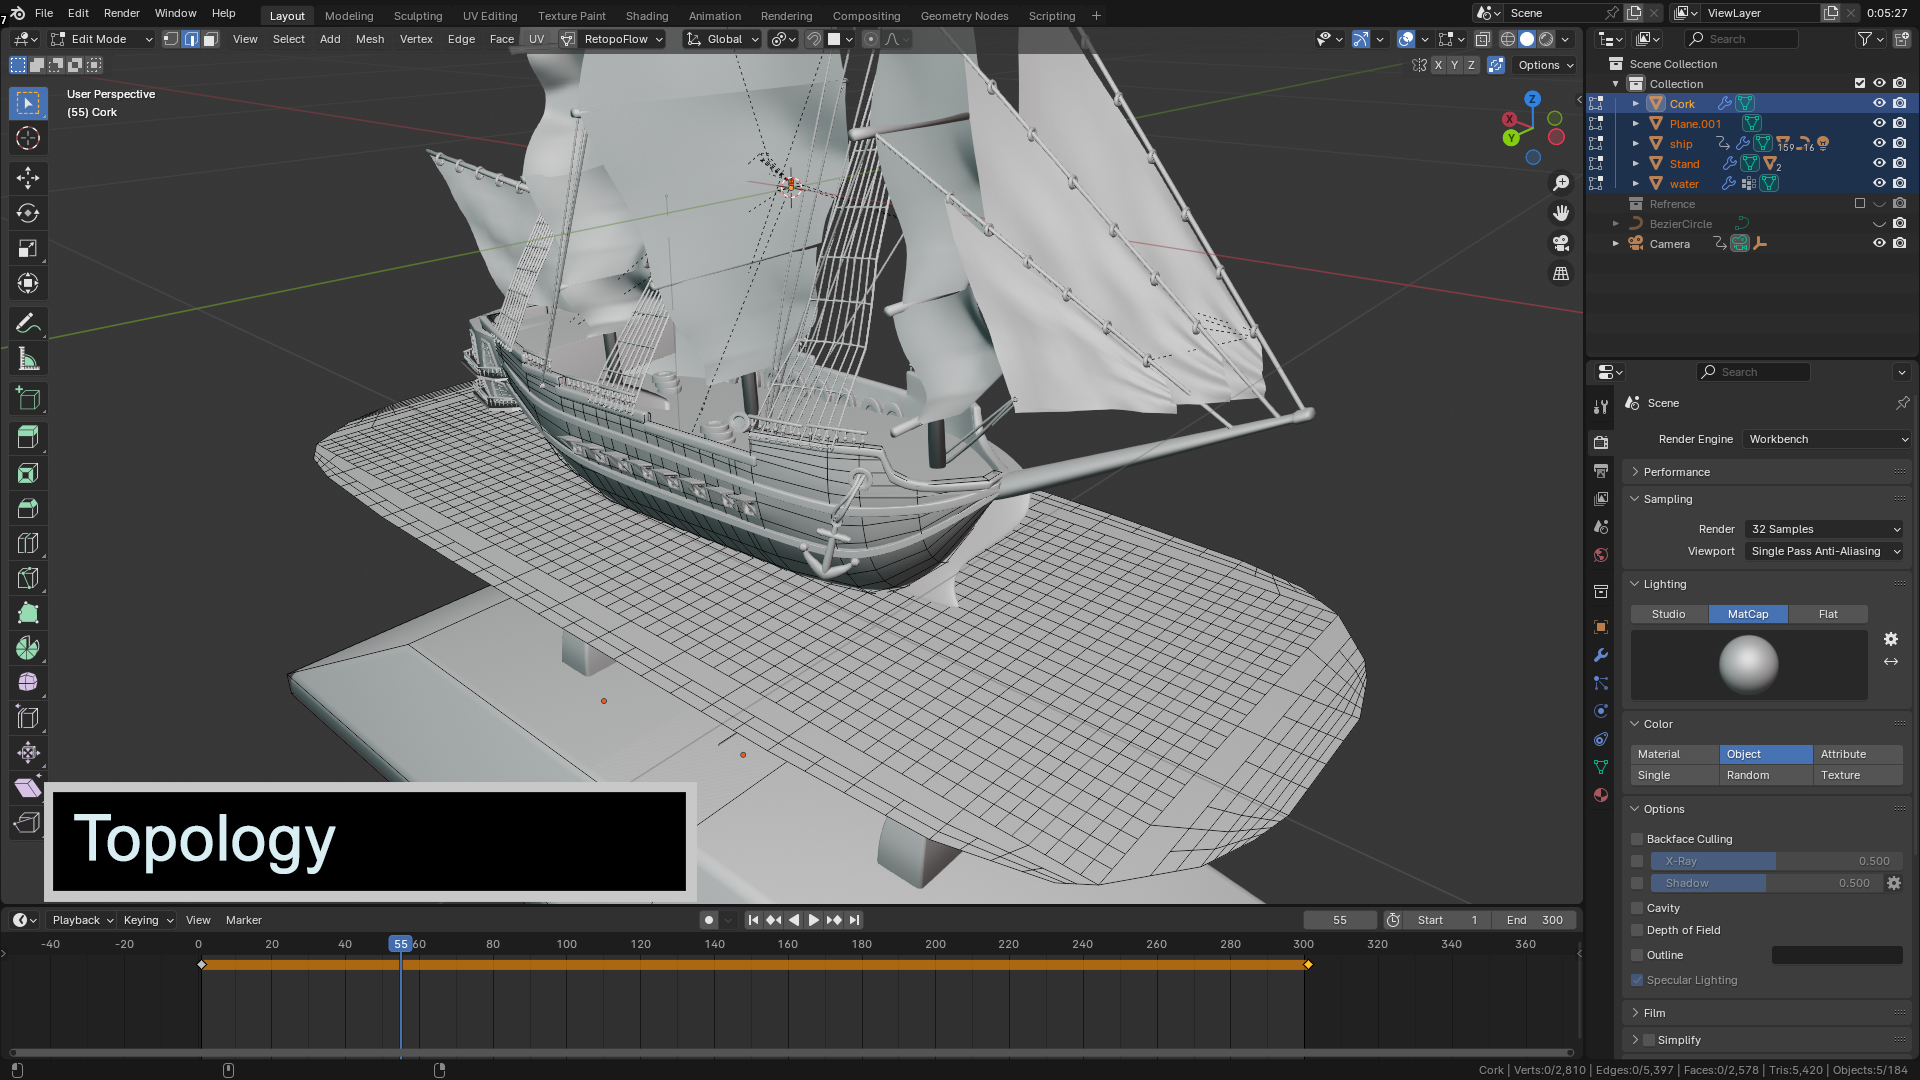 File Edit Render Window Help Layout Modeling Sculpting UV Editing Texture Paint Shading Animation Rendering Compositing Geometry Nodes Scripting + Scene ViewLayer 0:05:27
Edit Mode View Select Add Mesh Vertex Edge Face UV RetopoFlow Global Search
X Y Z Options
User Perspective
(55) Cork
Z
X
Y
Scene Collection
Collection
Cork
Plane.001
ship 159 16
Stand 2
water
Refrence
BezierCircle
Camera
Search
Scene
Render Engine Workbench
Performance
Sampling
Render 32 Samples
Viewport Single Pass Anti-Aliasing
Lighting
Studio MatCap Flat
Color
Material Object Attribute
Single Random Texture
Options
Backface Culling
X-Ray 0.500
Shadow 0.500
Cavity
Depth of Field
Outline
Specular Lighting
Film
Simplify
Topology
Playback Keying View Marker 55 Start 1 End 300
-40 -20 0 20 40 55 60 80 100 120 140 160 180 200 220 240 260 280 300 320 340 360
Cork | Verts:0/2,810 | Edges:0/5,397 | Faces:0/2,578 | Tris:5,420 | Objects:5/184